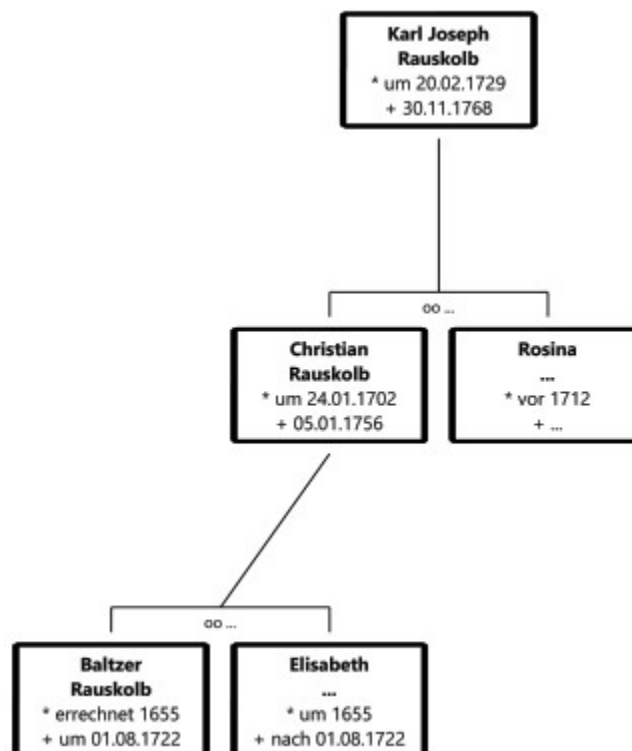 Karl Joseph
Rauskolb
* um 20.02.1729
+ 30.11.1768
oo ...
Christian
Rauskolb
* um 24.01.1702
+ 05.01.1756
Rosina
...
* vor 1712
+ ...
oo ...
Baltzer
Rauskolb
* errechnet 1655
+ um 01.08.1722
Elisabeth
...
* um 1655
+ nach 01.08.1722